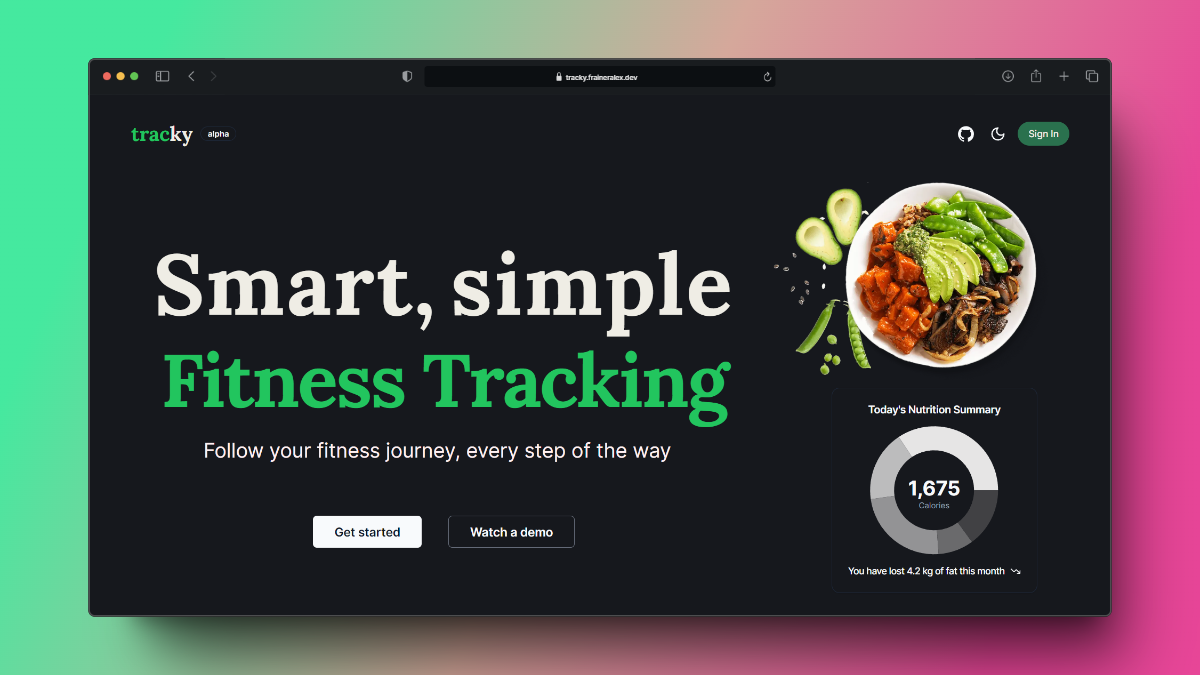 tracky.fraineralex.dev
tracky alpha
Sign In
Smart, simple
Fitness Tracking
Follow your fitness journey, every step of the way
Get started
Watch a demo
Today's Nutrition Summary
1,675
Calories
You have lost 4.2 kg of fat this month